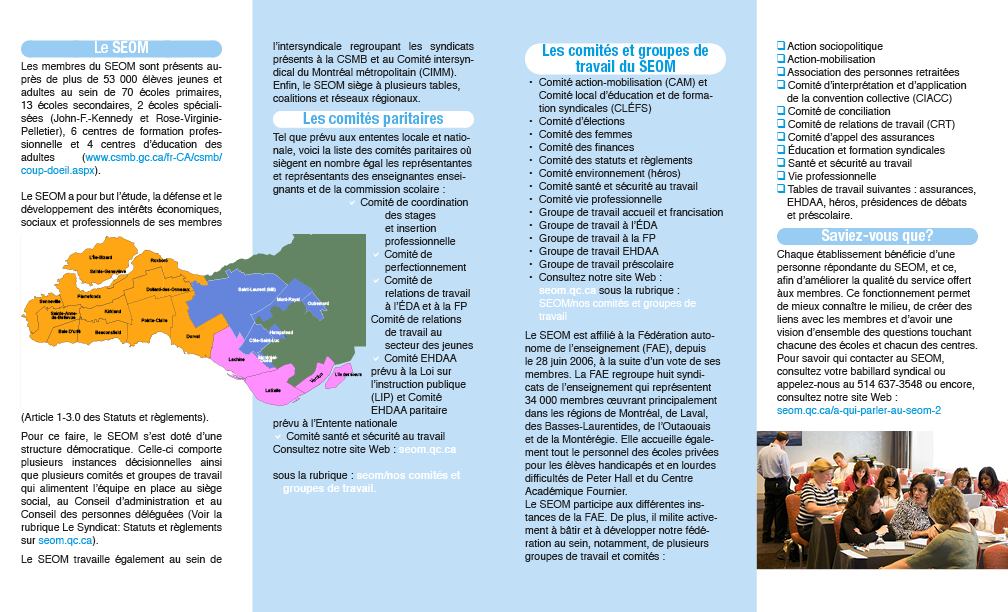 Le SEOM
Les membres du SEOM sont présents au-
près de plus de 53 000 élèves jeunes et
adultes au sein de 70 écoles primaires,
13 écoles secondaires, 2 écoles spéciali-
sées (John-F.-Kennedy et Rose-Virginie-
Pelletier), 6 centres de formation profes-
sionnelle et 4 centres d’éducation des
adultes (www.csmb.gc.ca/fr-CA/csmb/
coup-doeil.aspx).
Le SEOM a pour but l’étude, la défense et le
développement des intérêts économiques,
sociaux et professionnels de ses membres
L'Île-Bizard
Sainte-Geneviève
Roxboro
Pierrefonds
Dollard-des-Ormeaux
Senneville
Sainte-Anne-
de-Bellevue
Kirkland
Baie D'urfé
Beaconsfield
Pointe-Claire
Dorval
Saint-Laurent (Mtl)
Mont-Royal
Outremont
Hampstead
Côte-Saint-Luc
Montréal-
Ouest
Lachine
LaSalle
Verdun
L'Île-des-sœurs
(Article 1-3.0 des Statuts et règlements).
Pour ce faire, le SEOM s’est doté d’une
structure démocratique. Celle-ci comporte
plusieurs instances décisionnelles ainsi
que plusieurs comités et groupes de travail
qui alimentent l’équipe en place au siège
social, au Conseil d’administration et au
Conseil des personnes déléguées (Voir la
rubrique Le Syndicat: Statuts et règlements
sur seom.qc.ca).
Le SEOM travaille également au sein de
l’intersyndicale regroupant les syndicats
présents à la CSMB et au Comité intersyn-
dical du Montréal métropolitain (CIMM).
Enfin, le SEOM siège à plusieurs tables,
coalitions et réseaux régionaux.
Les comités paritaires
Tel que prévu aux ententes locale et natio-
nale, voici la liste des comités paritaires où
siègent en nombre égal les représentantes
et représentants des enseignantes ensei-
gnants et de la commission scolaire :
✓ Comité de coordination
des stages
et insertion
professionnelle
✓ Comité de
perfectionnement
✓ Comité de
relations de travail
à l’ÉDA et à la FP
Comité de relations
de travail au
secteur des jeunes
✓ Comité EHDAA
prévu à la Loi sur
l’instruction publique
(LIP) et Comité
EHDAA paritaire
prévu à l’Entente nationale
✓ Comité santé et sécurité au travail
Consultez notre site Web : seom.qc.ca
sous la rubrique : seom/nos comités et
groupes de travail.
Les comités et groupes de
travail du SEOM
• Comité action-mobilisation (CAM) et
Comité local d’éducation et de forma-
tion syndicales (CLÉFS)
• Comité d’élections
• Comité des femmes
• Comité des finances
• Comité des statuts et règlements
• Comité environnement (héros)
• Comité santé et sécurité au travail
• Comité vie professionnelle
• Groupe de travail accueil et francisation
• Groupe de travail à l’ÉDA
• Groupe de travail à la FP
• Groupe de travail EHDAA
• Groupe de travail préscolaire
• Consultez notre site Web :
seom.qc.ca sous la rubrique :
SEOM/nos comités et groupes de
travail
Le SEOM est affilié à la Fédération auto-
nome de l’enseignement (FAE), depuis
le 28 juin 2006, à la suite d’un vote de ses
membres. La FAE regroupe huit syndi-
cats de l’enseignement qui représentent
34 000 membres œuvrant principalement
dans les régions de Montréal, de Laval,
des Basses-Laurentides, de l’Outaouais
et de la Montérégie. Elle accueille égale-
ment tout le personnel des écoles privées
pour les élèves handicapés et en lourdes
difficultés de Peter Hall et du Centre
Académique Fournier.
Le SEOM participe aux différentes ins-
tances de la FAE. De plus, il milite active-
ment à bâtir et à développer notre fédé-
ration au sein, notamment, de plusieurs
groupes de travail et comités :
❑ Action sociopolitique
❑ Action-mobilisation
❑ Association des personnes retraitées
❑ Comité d’interprétation et d’application
de la convention collective (CIACC)
❑ Comité de conciliation
❑ Comité de relations de travail (CRT)
❑ Comité d’appel des assurances
❑ Éducation et formation syndicales
❑ Santé et sécurité au travail
❑ Vie professionnelle
❑ Tables de travail suivantes : assurances,
EHDAA, héros, présidences de débats
et préscolaire.
Saviez-vous que?
Chaque établissement bénéficie d’une
personne répondante du SEOM, et ce,
afin d’améliorer la qualité du service offert
àux membres. Ce fonctionnement permet
de mieux connaître le milieu, de créer des
liens avec les membres et d’avoir une
vision d’ensemble des questions touchant
chacune des écoles et chacun des centres.
Pour savoir qui contacter au SEOM,
consultez votre babillard syndical ou
appelez-nous au 514 637-3548 ou encore,
consultez notre site Web :
seom.qc.ca/a-qui-parler-au-seom-2